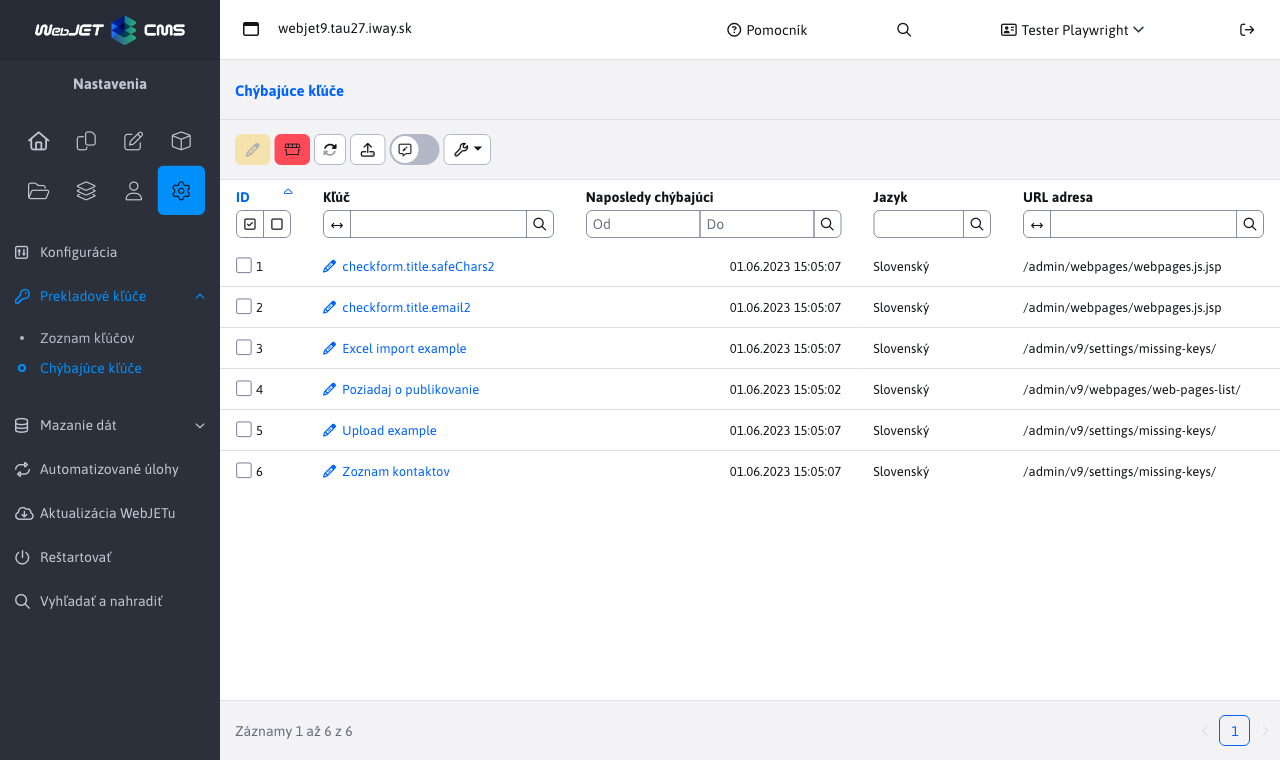 WebJET CMS
webjet9.tau27.iway.sk
Pomocník
Tester Playwright
Nastavenia
Konfigurácia
Prekladové kľúče
Zoznam kľúčov
Chýbajúce kľúče
Mazanie dát
Automatizované úlohy
Aktualizácia WebJETu
Reštartovať
Vyhľadať a nahradiť
Chýbajúce kľúče
ID Kľúč Naposledy chýbajúci Jazyk URL adresa
Od Do
1 checkform.title.safeChars2 01.06.2023 15:05:07 Slovenský /admin/webpages/webpages.js.jsp
2 checkform.title.email2 01.06.2023 15:05:07 Slovenský /admin/webpages/webpages.js.jsp
3 Excel import example 01.06.2023 15:05:07 Slovenský /admin/v9/settings/missing-keys/
4 Poziadaj o publikovanie 01.06.2023 15:05:02 Slovenský /admin/v9/webpages/web-pages-list/
5 Upload example 01.06.2023 15:05:07 Slovenský /admin/v9/settings/missing-keys/
6 Zoznam kontaktov 01.06.2023 15:05:07 Slovenský /admin/v9/settings/missing-keys/
Záznamy 1 až 6 z 6
1